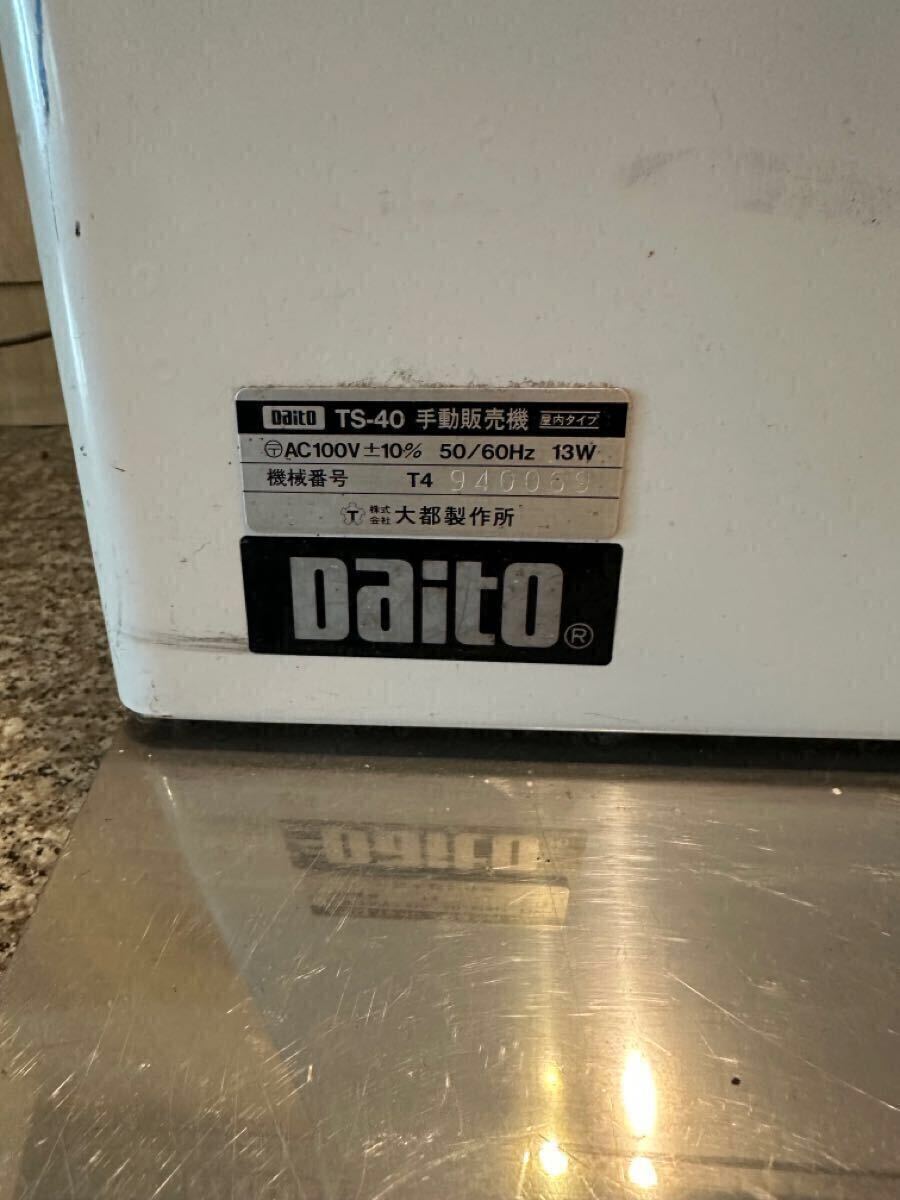 Daito TS-40 手動販売機 屋内タイプ
〒AC100V±10% 50/60Hz 13W
機械番号 T4 940069
T 株式会社 大都製作所
Daito®